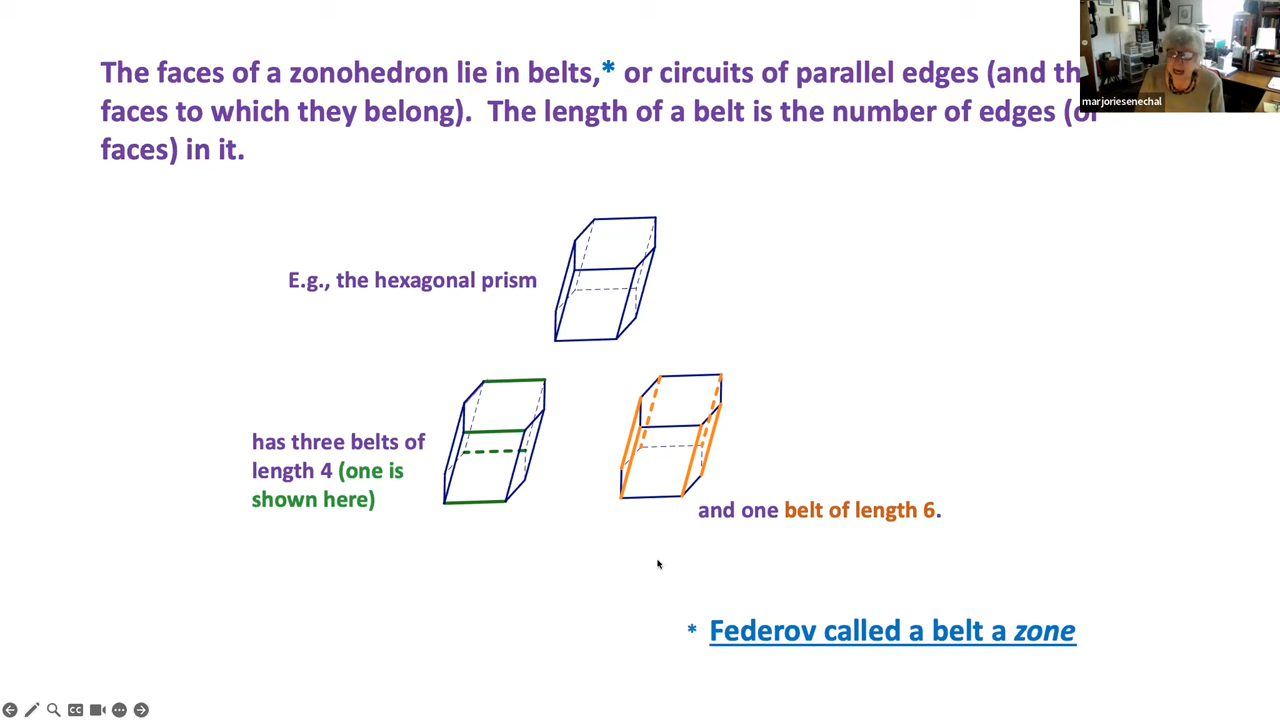 The faces of a zonohedron lie in belts,* or circuits of parallel edges (and th
faces to which they belong).  The length of a belt is the number of edges (or
faces) in it.
marjoriesenechal
E.g., the hexagonal prism
has three belts of
length 4 (one is
shown here)
and one belt of length 6.
* Federov called a belt a zone
CC